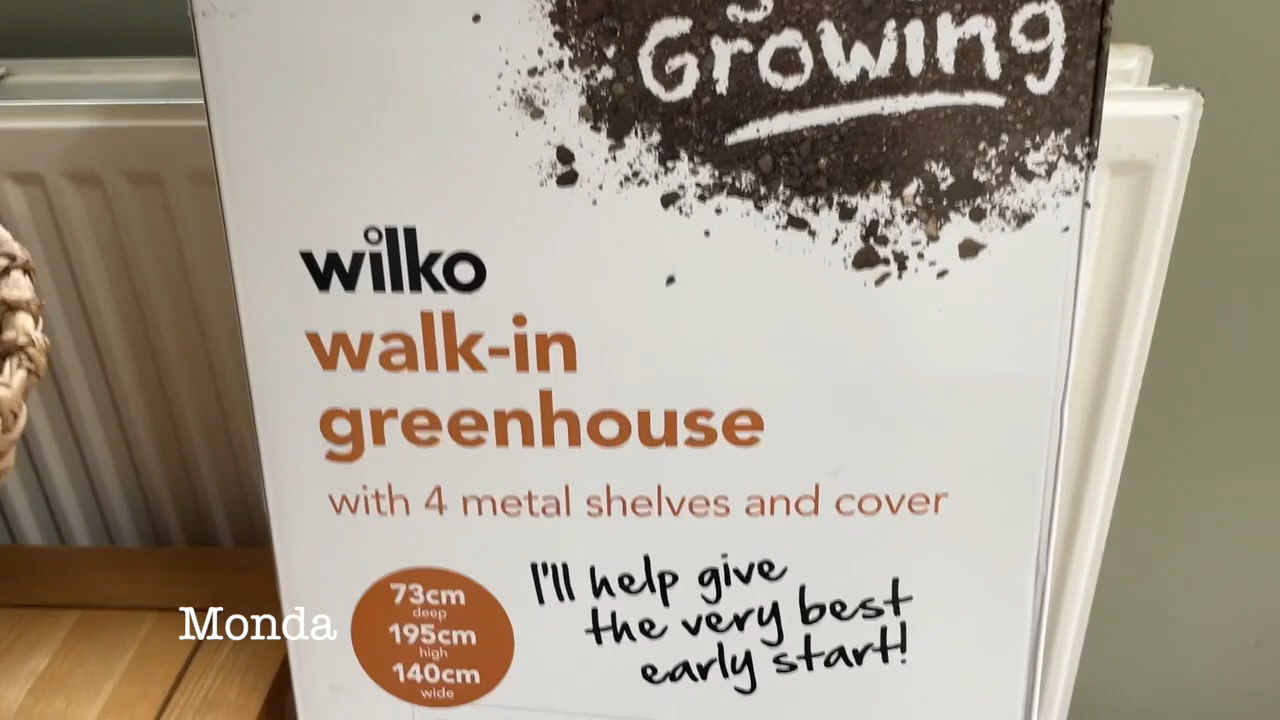 Growing
wilko
walk-in
greenhouse
with 4 metal shelves and cover
I'll help give
the very best
early start!
73cm
deep
195cm
high
140cm
wide
Monda